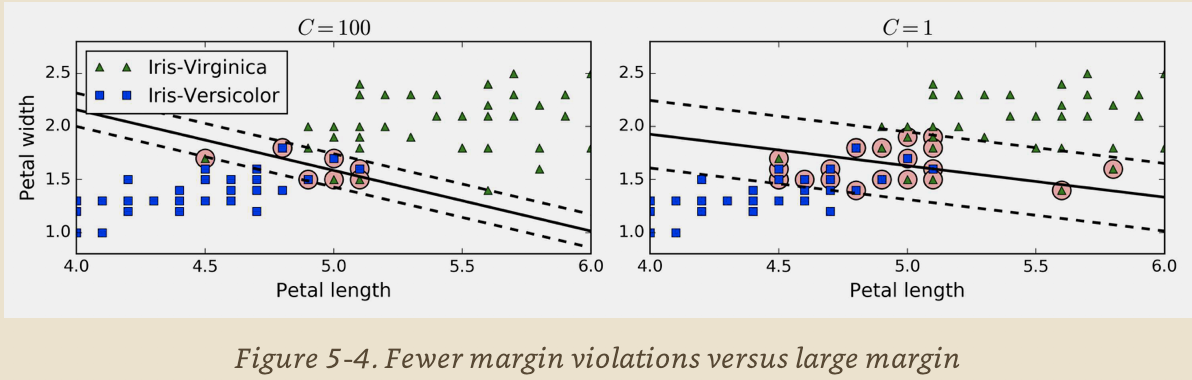 C = 100
Iris-Virginica
Iris-Versicolor
Petal width
2.5
2.0
1.5
1.0
4.0 4.5 5.0 5.5 6.0
Petal length
C = 1
2.5
2.0
1.5
1.0
4.0 4.5 5.0 5.5 6.0
Petal length
Figure 5-4. Fewer margin violations versus large margin